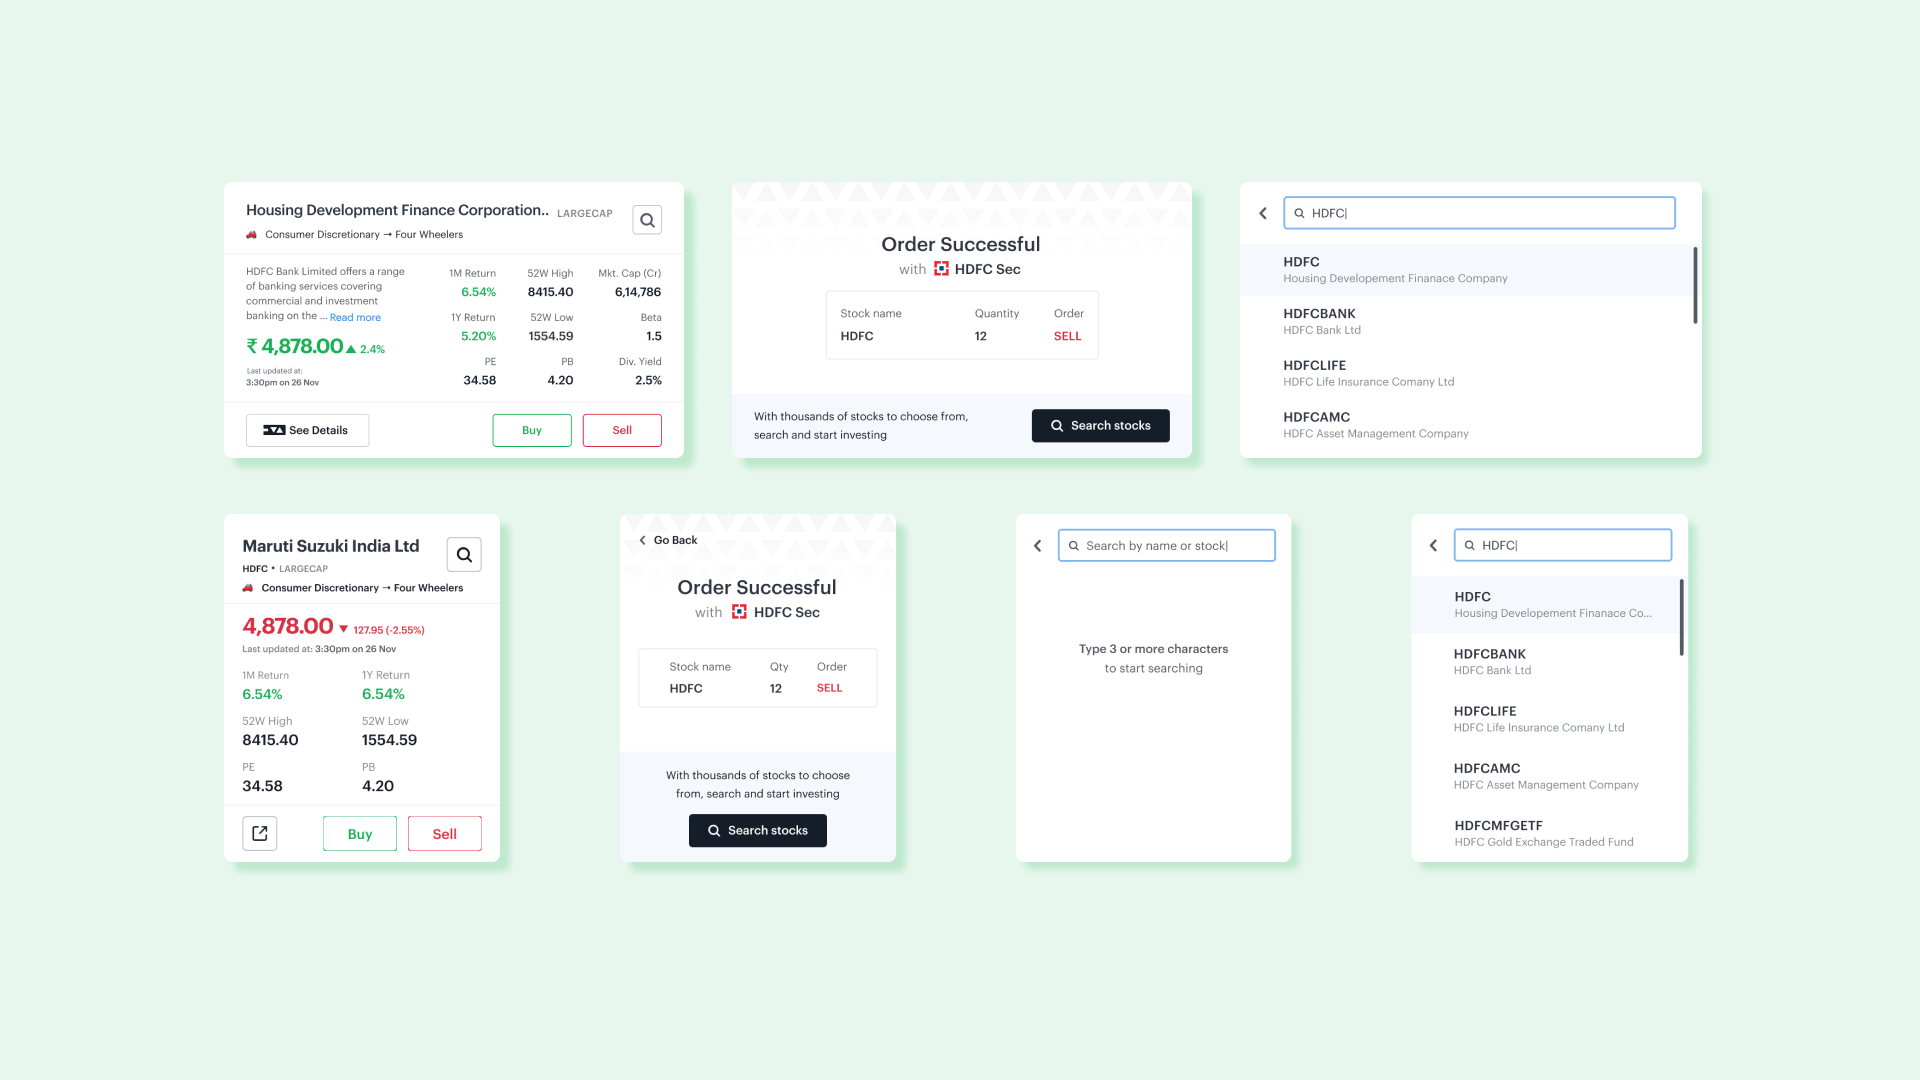 Housing Development Finance Corporation.. LARGECAP
Consumer Discretionary → Four Wheelers
HDFC Bank Limited offers a range
of banking services covering
commercial and investment
banking on the ... Read more
₹ 4,878.00 ▲ 2.4%
Last updated at:
3:30pm on 26 Nov
1M Return 52W High Mkt. Cap (Cr)
6.54% 8415.40 6,14,786
1Y Return 52W Low Beta
5.20% 1554.59 1.5
PE PB Div. Yield
34.58 4.20 2.5%
See Details Buy Sell
Order Successful
with HDFC Sec
Stock name Quantity Order
HDFC 12 SELL
With thousands of stocks to choose from,
search and start investing
Search stocks
HDFC|
HDFC
Housing Developement Finanace Company
HDFCBANK
HDFC Bank Ltd
HDFCLIFE
HDFC Life Insurance Comany Ltd
HDFCAMC
HDFC Asset Management Company
Maruti Suzuki India Ltd
HDFC • LARGECAP
Consumer Discretionary → Four Wheelers
4,878.00 ▼ 127.95 (-2.55%)
Last updated at: 3:30pm on 26 Nov
1M Return 1Y Return
6.54% 6.54%
52W High 52W Low
8415.40 1554.59
PE PB
34.58 4.20
Buy Sell
Go Back
Order Successful
with HDFC Sec
Stock name Qty Order
HDFC 12 SELL
With thousands of stocks to choose
from, search and start investing
Search stocks
Search by name or stock|
Type 3 or more characters
to start searching
HDFC|
HDFC
Housing Developement Finanace Co...
HDFCBANK
HDFC Bank Ltd
HDFCLIFE
HDFC Life Insurance Comany Ltd
HDFCAMC
HDFC Asset Management Company
HDFCMFGETF
HDFC Gold Exchange Traded Fund